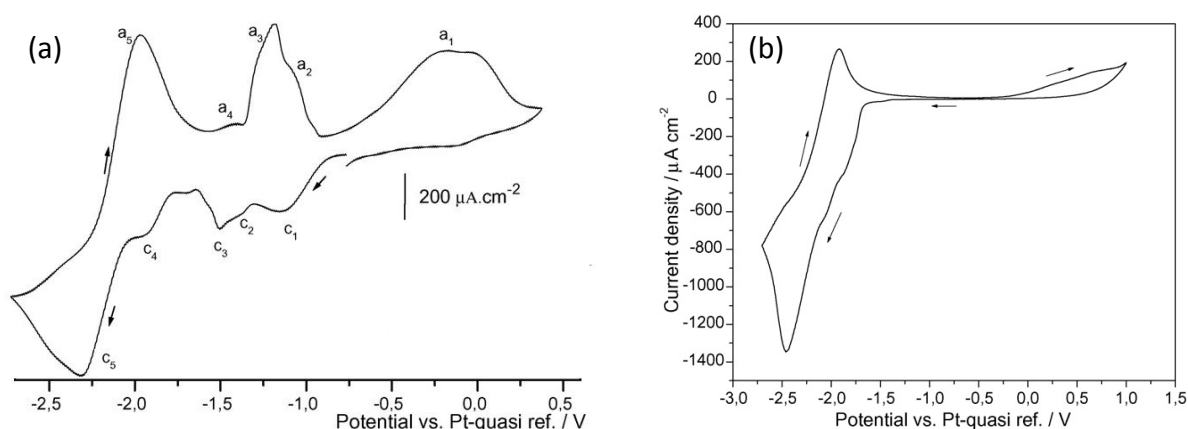 (a)
a5
a3
a2
a1
a4
200 µA.cm-2
c2
c1
c3
c4
c5
-2,5 -2,0 -1,5 -1,0 -0,5 0,0 0,5
Potential vs. Pt-quasi ref. / V
(b)
400
200
0
-200
-400
-600
-800
-1000
-1200
-1400
Current density / µA cm-2
-3,0 -2,5 -2,0 -1,5 -1,0 -0,5 0,0 0,5 1,0 1,5
Potential vs. Pt-quasi ref. / V